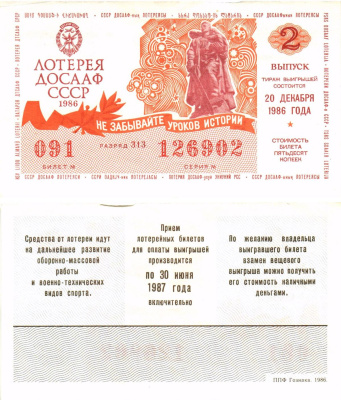 ЛОТЕРЕЯ
ДОСААФ
СССР
1986
2
ВЫПУСК
ТИРАЖ ВЫИГРЫШЕЙ
СОСТОИТСЯ
20 ДЕКАБРЯ
1986 ГОДА
СТОИМОСТЬ
БИЛЕТА
ПЯТЬДЕСЯТ
КОПЕЕК
НЕ ЗАБЫВАЙТЕ УРОКОВ ИСТОРИИ
091 РАЗРЯД 313 126902
БИЛЕТ № СЕРИЯ №
Средства от лотереи идут
на дальнейшее развитие
оборонно-массовой
работы
и военно-технических
видов спорта.
Прием
лотерейных билетов
для оплаты выигрышей
производится
по 30 июня
1987 года
включительно
По желанию владельца
выигравшего билета
взамен вещевого
выигрыша можно получить
его стоимость наличными
деньгами.
ППФ Гознака. 1986.